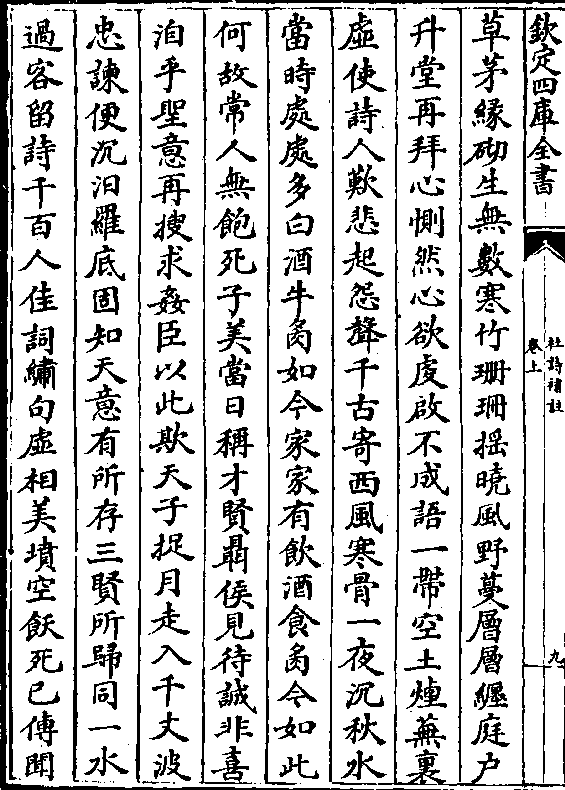 欽定四庫全書
杜詩補註
卷上
九
草茅緣砌生無數寒竹珊珊揺曉風野蔓層層纒庭户
升堂再拜心惻然心欲虔啟不成語一帶空土煙蕪裏
虛使詩人歎悲起怨聲千古寄西風寒骨一夜沉秋水
當時處處多白酒牛肉如今家家有飲酒食肉今如此
何故常人無飽死子美當日稱才賢聶侯見待誠非喜
洎乎聖意再搜求姦臣以此欺天子捉月走入千丈波
忠諫便沉汨羅底固知天意有所存三賢所歸同一水
過客留詩千百人佳詞繡句虛相美墳空飫死已傳聞